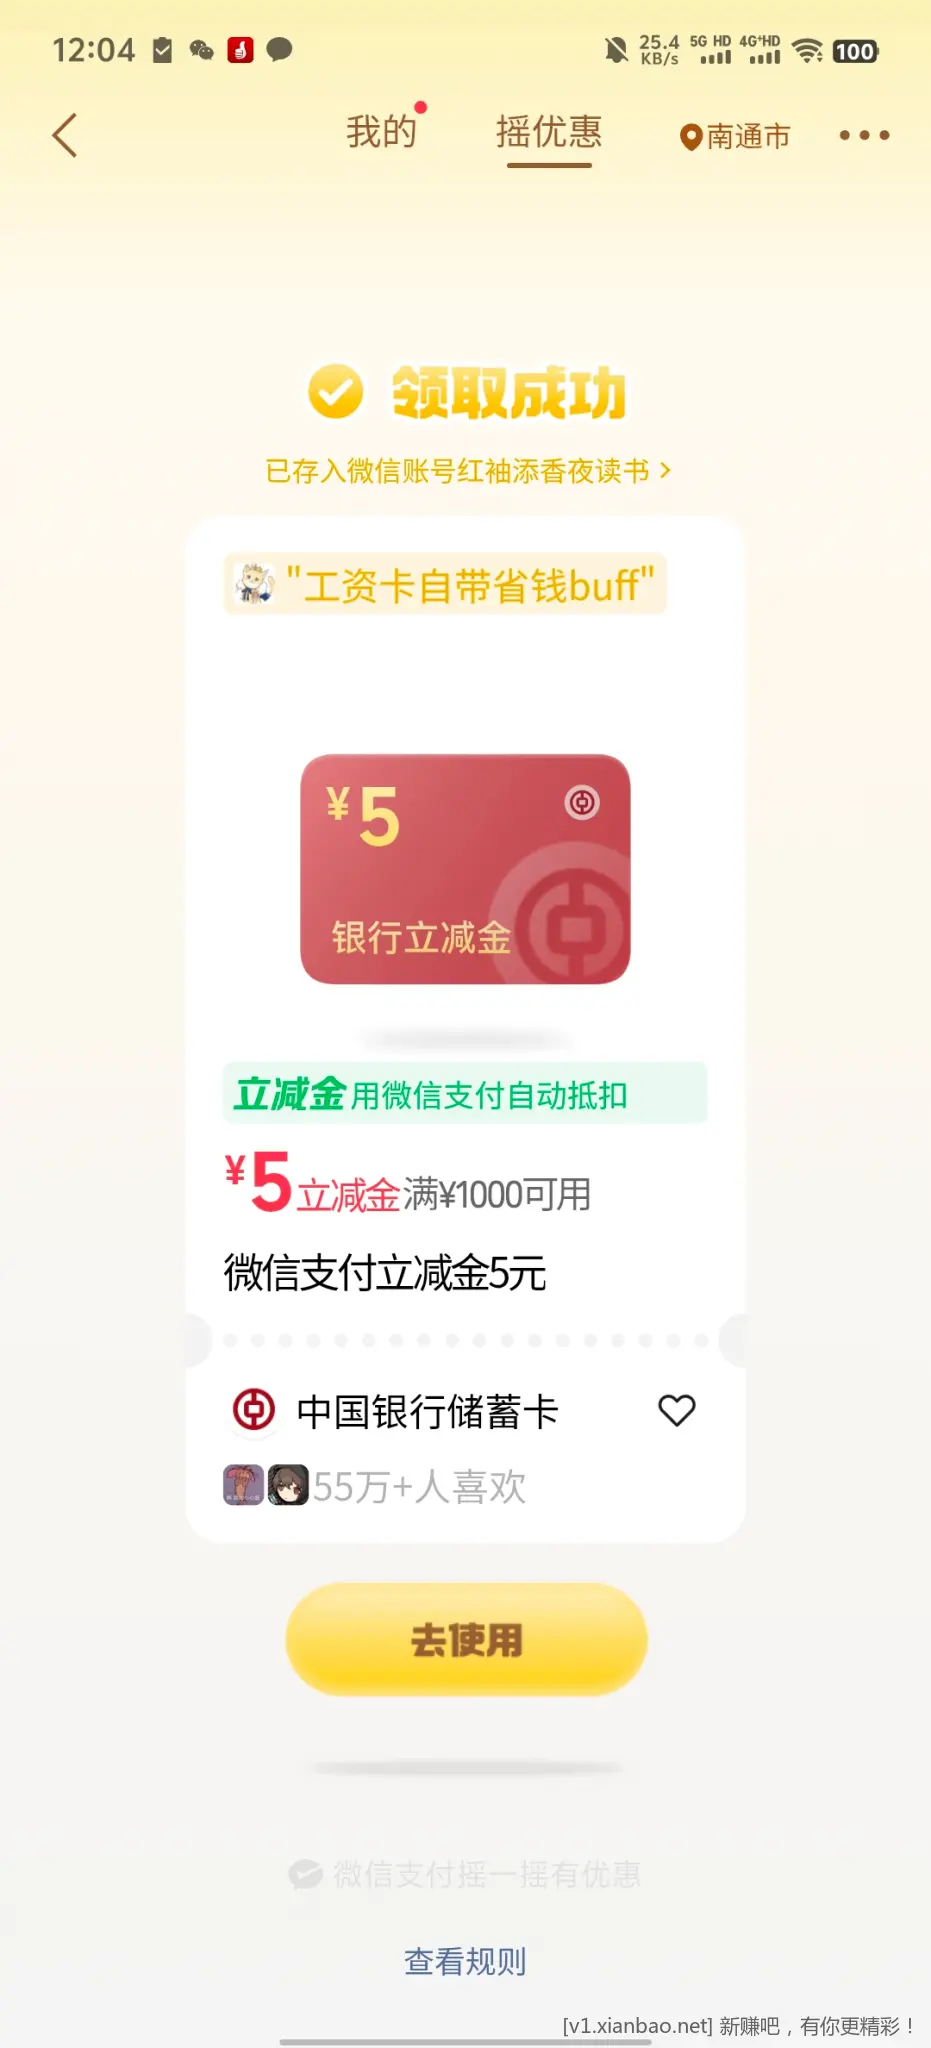 12:04
25.4 KB/s 5G HD 4G+HD 100
我的 摇优惠 南通市
领取成功
已存入微信账号红袖添香夜读书 >
"工资卡自带省钱buff"
¥5
银行立减金
立减金用微信支付自动抵扣
¥5立减金满¥1000可用
微信支付立减金5元
中国银行储蓄卡
55万+人喜欢
去使用
微信支付摇一摇有优惠
查看规则
[v1.xianbao.net] 新赚吧，有你更精彩！